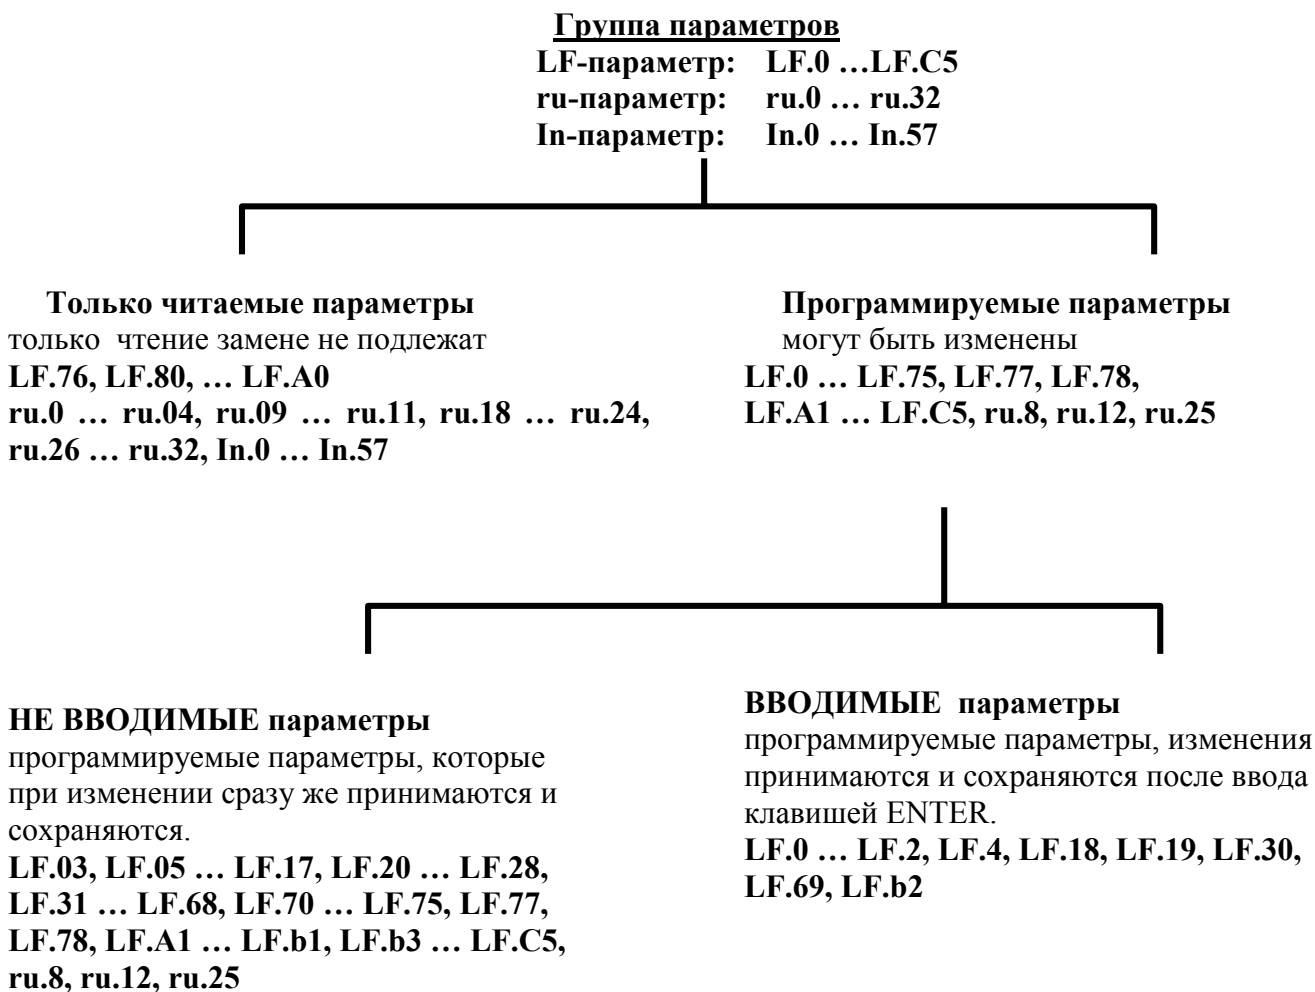 Группа параметров
LF-параметр: LF.0 …LF.C5
ru-параметр: ru.0 … ru.32
In-параметр: In.0 … In.57
Только читаемые параметры
только чтение замене не подлежат
LF.76, LF.80, … LF.A0
ru.0 … ru.04, ru.09 … ru.11, ru.18 … ru.24,
ru.26 … ru.32, In.0 … In.57
Программируемые параметры
могут быть изменены
LF.0 … LF.75, LF.77, LF.78,
LF.A1 … LF.C5, ru.8, ru.12, ru.25
НЕ ВВОДИМЫЕ параметры
программируемые параметры, которые
при изменении сразу же принимаются и
сохраняются.
LF.03, LF.05 … LF.17, LF.20 … LF.28,
LF.31 … LF.68, LF.70 … LF.75, LF.77,
LF.78, LF.A1 … LF.b1, LF.b3 … LF.C5,
ru.8, ru.12, ru.25
ВВОДИМЫЕ параметры
программируемые параметры, изменения
принимаются и сохраняются после ввода
клавишей ENTER.
LF.0 … LF.2, LF.4, LF.18, LF.19, LF.30,
LF.69, LF.b2